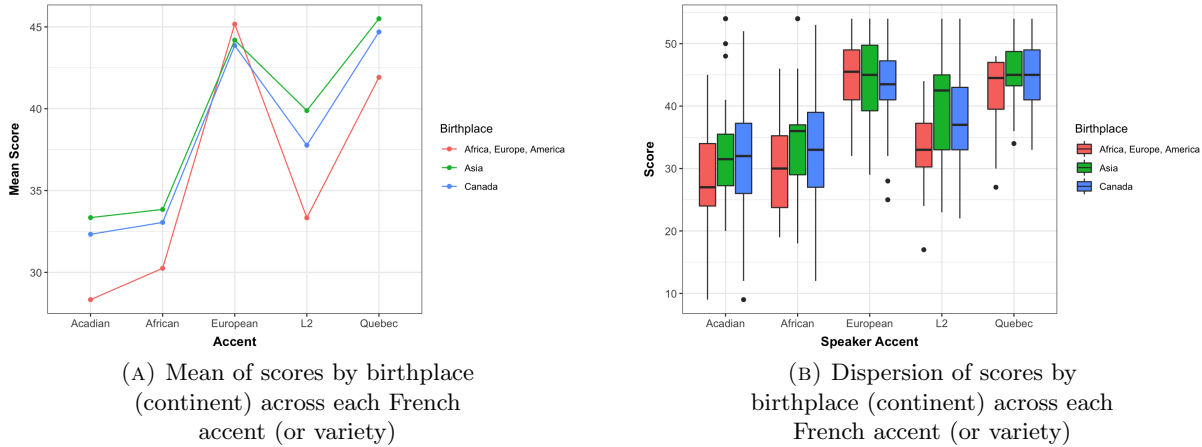 45
40
35
30
Mean Score
Acadian
African
European
L2
Quebec
Accent
Birthplace
Africa, Europe, America
Asia
Canada
(A) Mean of scores by birthplace
(continent) across each French
accent (or variety)
50
40
30
20
10
Score
Acadian
African
European
L2
Quebec
Speaker Accent
Birthplace
Africa, Europe, America
Asia
Canada
(B) Dispersion of scores by
birthplace (continent) across each
French accent (or variety)